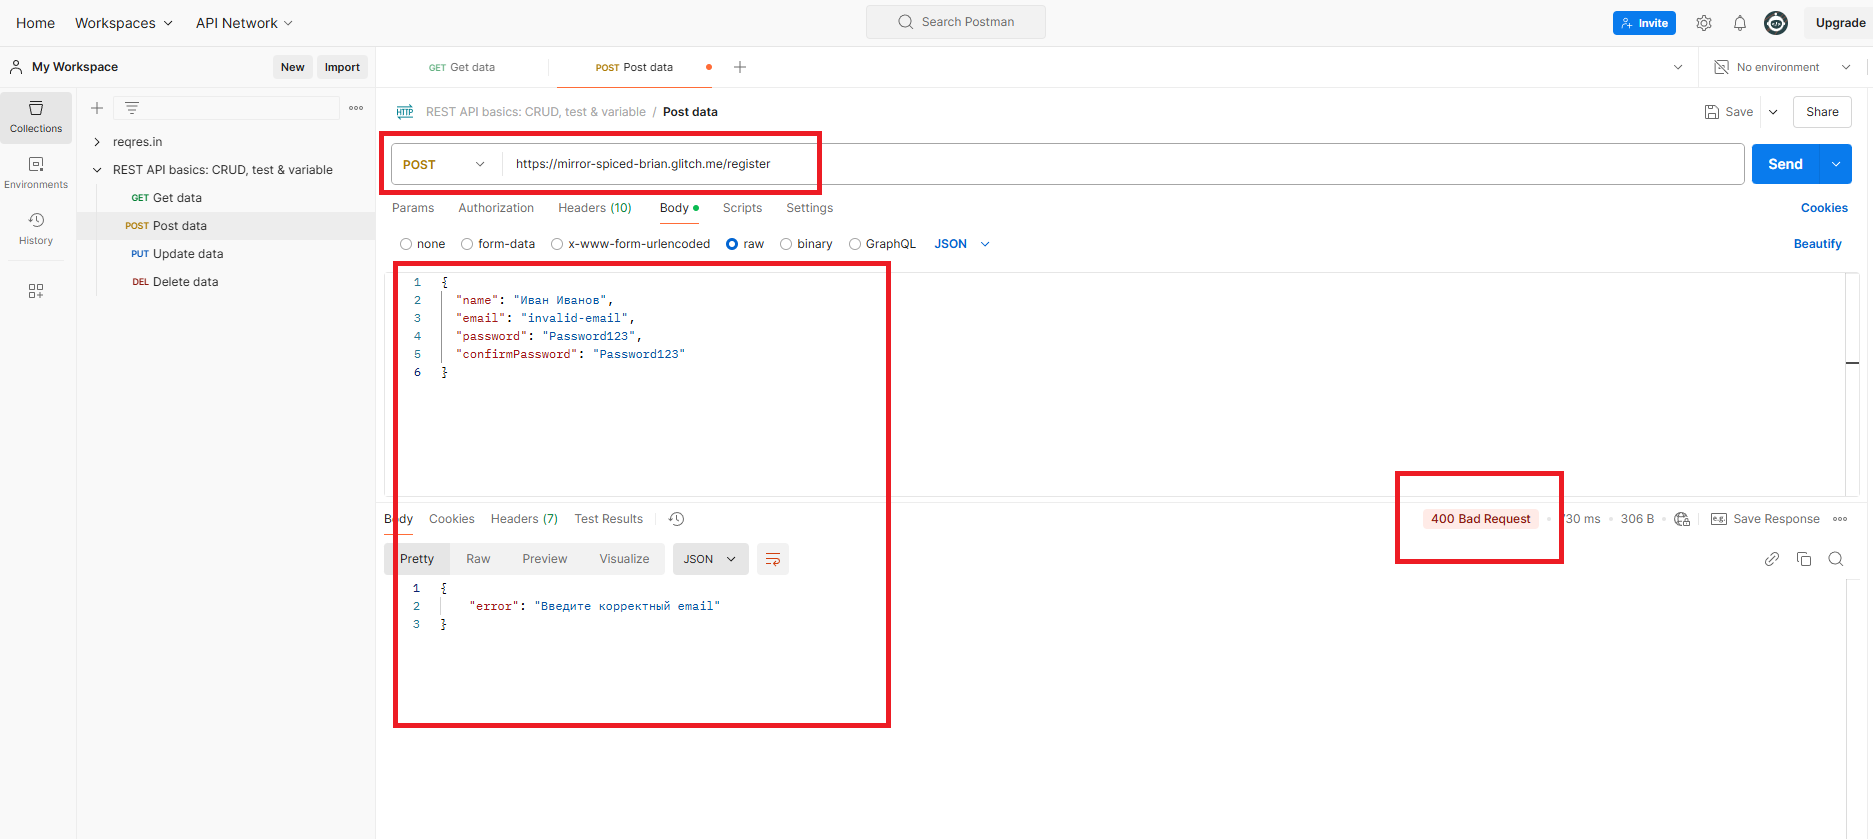 Home Workspaces API Network Search Postman Invite Upgrade
My Workspace New Import GET Get data POST Post data No environment
Collections
Environments
History
reqres.in
REST API basics: CRUD, test & variable
GET Get data
POST Post data
PUT Update data
DEL Delete data
HTTP REST API basics: CRUD, test & variable / Post data Save Share
POST https://mirror-spiced-brian.glitch.me/register Send
Params Authorization Headers (10) Body Scripts Settings Cookies
none form-data x-www-form-urlencoded raw binary GraphQL JSON Beautify
1 {
2 "name": "Иван Иванов",
3 "email": "invalid-email",
4 "password": "Password123",
5 "confirmPassword": "Password123"
6 }
Body Cookies Headers (7) Test Results 400 Bad Request 306 B e.g. Save Response
Pretty Raw Preview Visualize JSON
1 {
2 "error": "Введите корректный email"
3 }